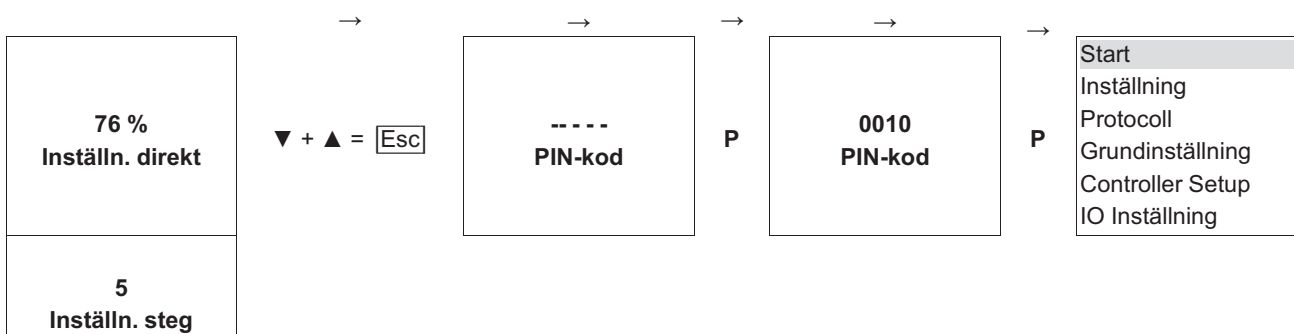 → → → → →
76 %
Inställn. direkt
▼ + ▲ = Esc
-- - - -
PIN-kod
P
0010
PIN-kod
P
Start
Inställning
Protocoll
Grundinställning
Controller Setup
IO Inställning
5
Inställn. steg